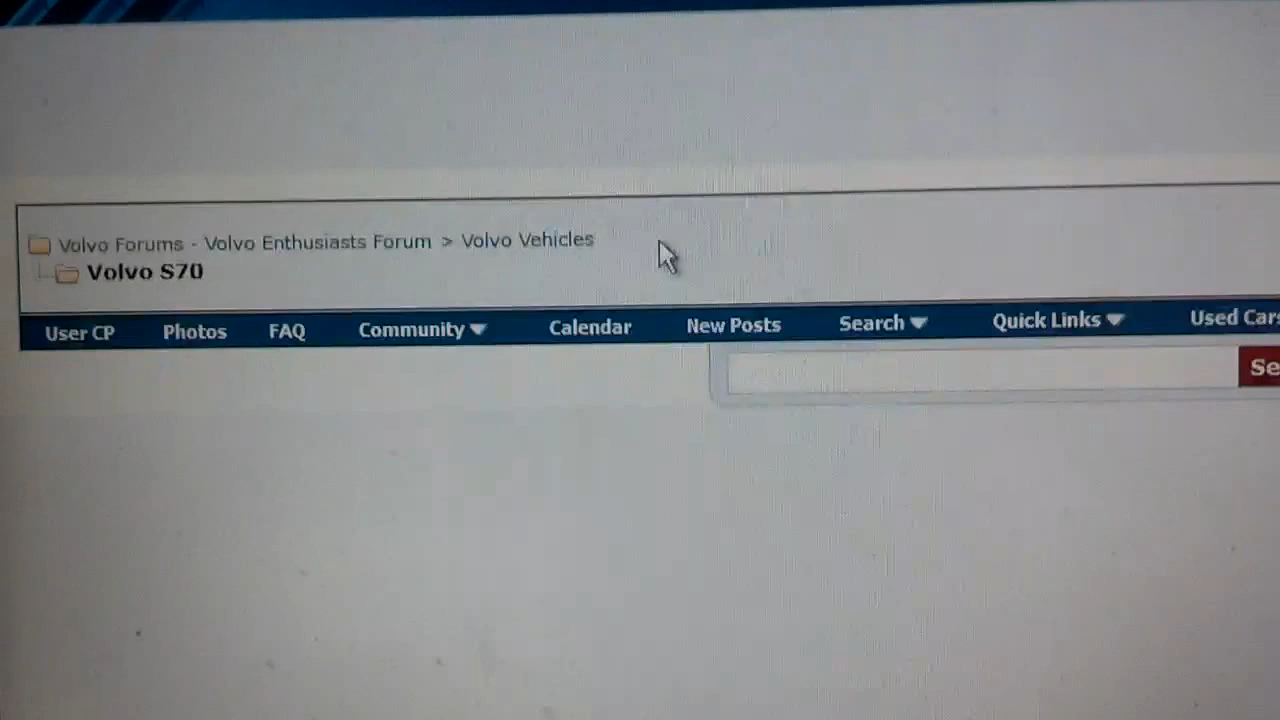 Volvo Forums - Volvo Enthusiasts Forum > Volvo Vehicles
Volvo S70
User CP Photos FAQ Community Calendar New Posts Search Quick Links Used Cars
Se